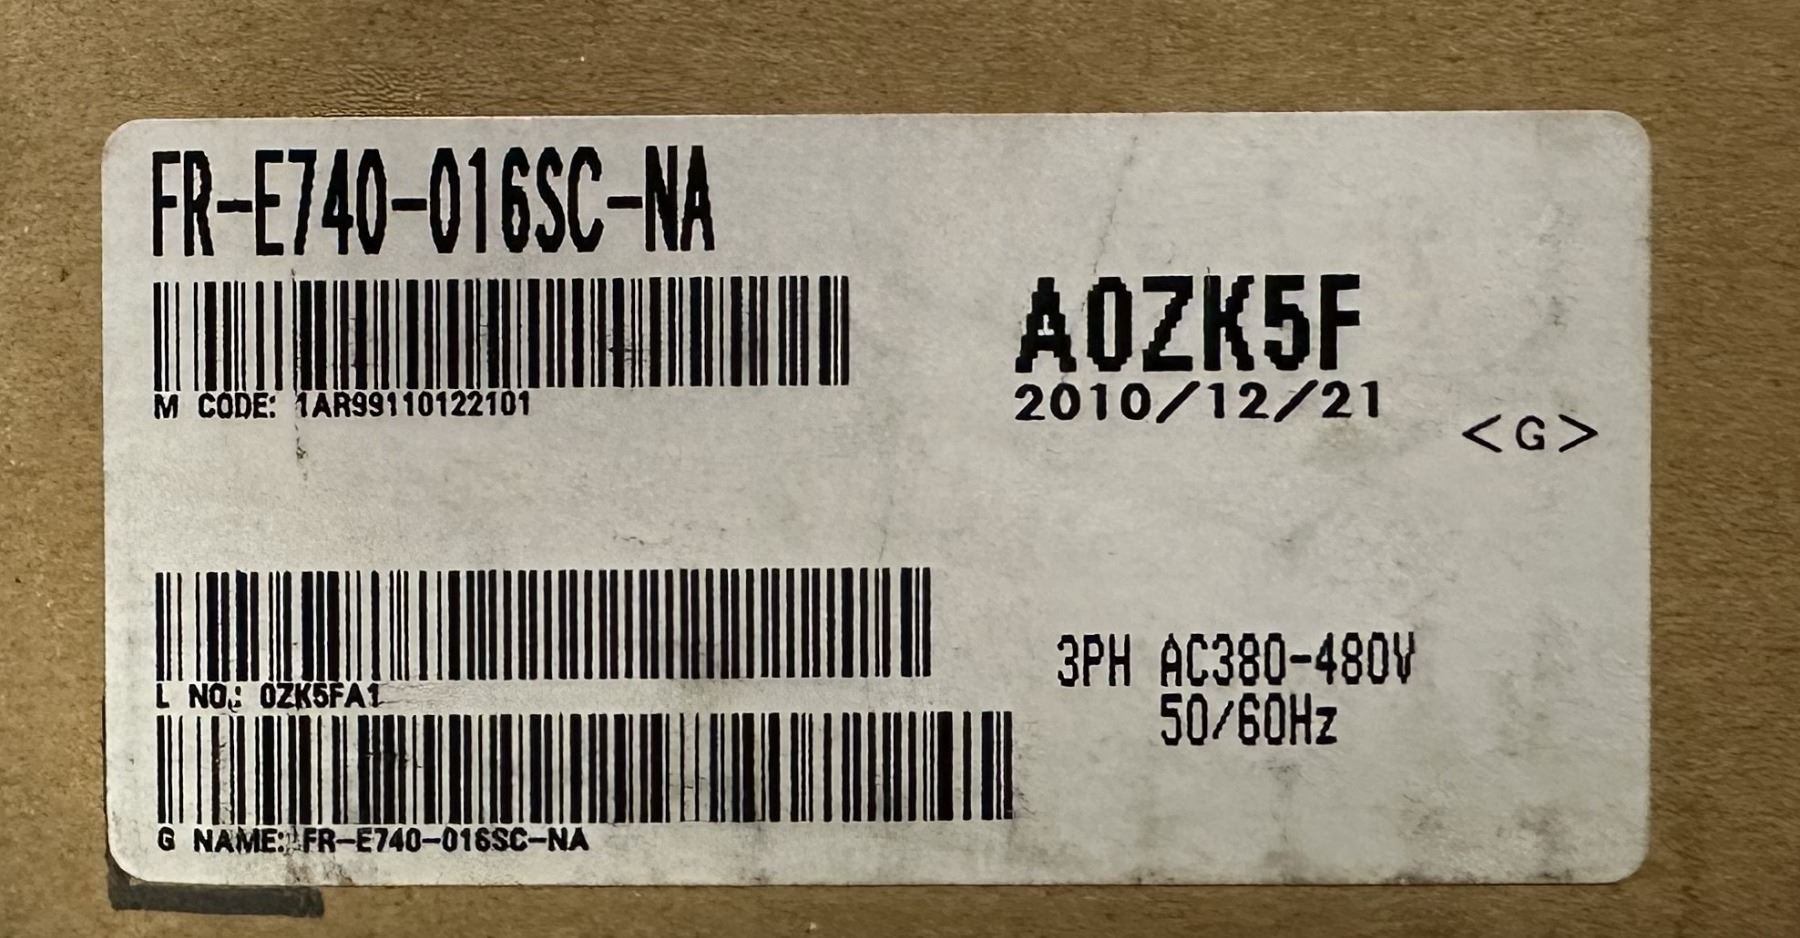 FR-E740-016SC-NA
A0ZK5F
M CODE: 1AR99110122101
2010/12/21
<G>
L NO.: 0ZK5FA1
3PH AC380-480V
50/60Hz
G NAME: FR-E740-016SC-NA